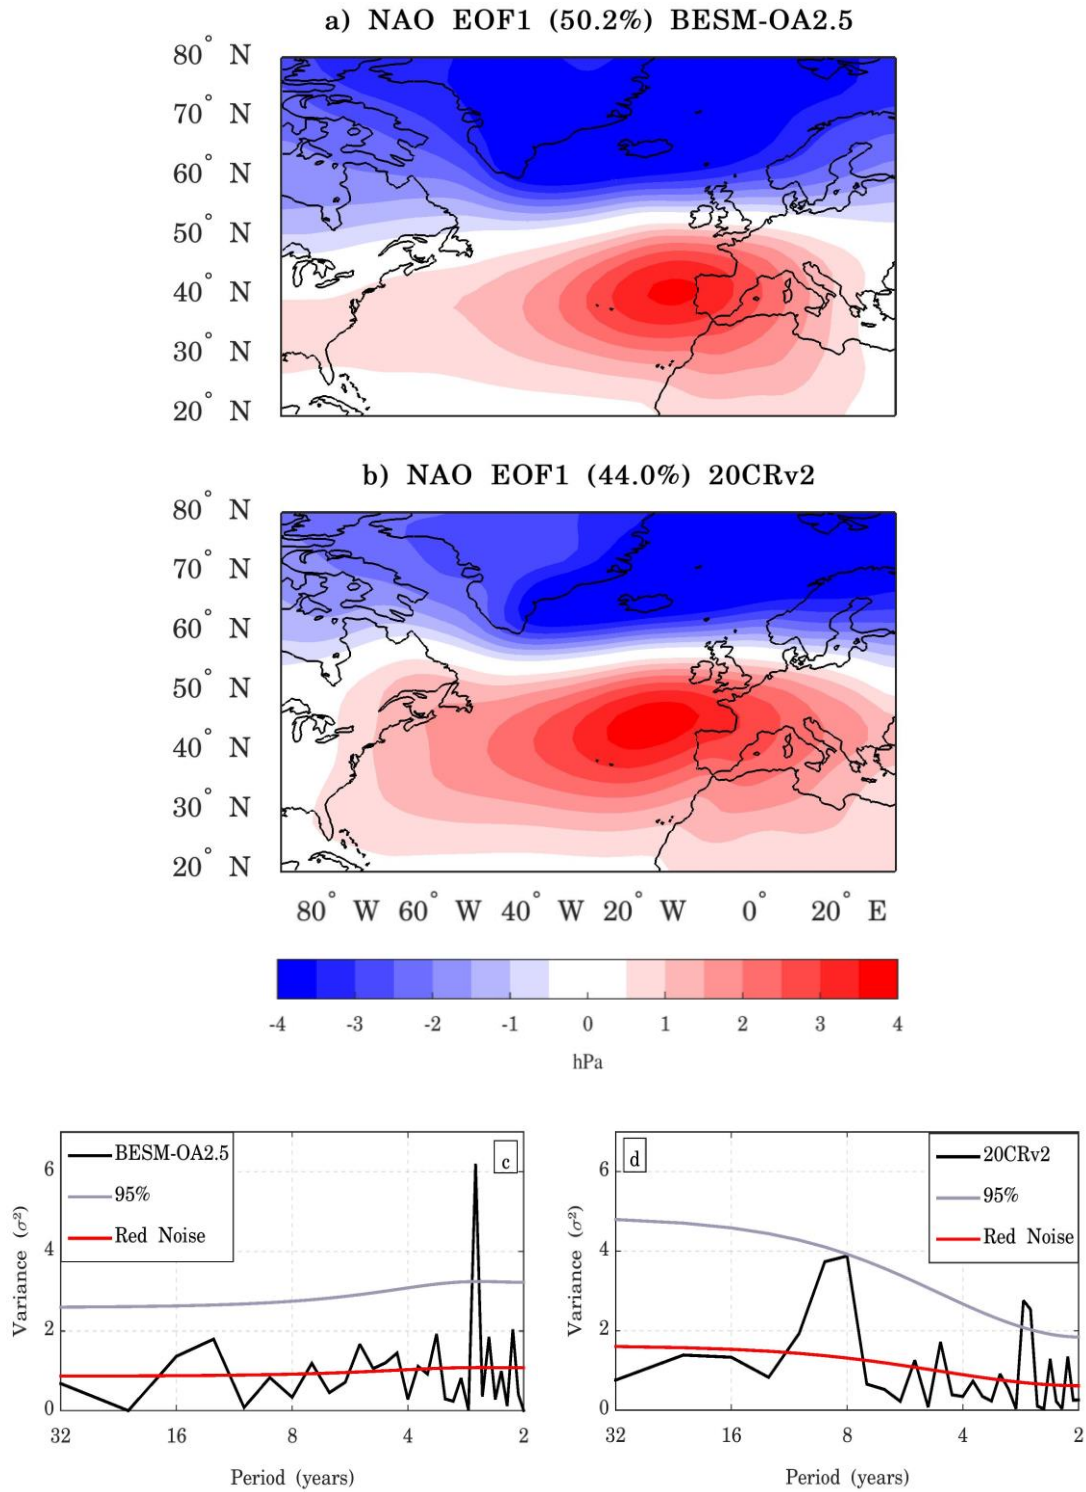 a) NAO EOF1 (50.2%) BESM-OA2.5
80° N
70° N
60° N
50° N
40° N
30° N
20° N
b) NAO EOF1 (44.0%) 20CRv2
80° N
70° N
60° N
50° N
40° N
30° N
20° N
80° W 60° W 40° W 20° W 0° 20° E
-4 -3 -2 -1 0 1 2 3 4
hPa
BESM-OA2.5
95%
Red Noise
c
Variance (σ²)
6
4
2
0
32 16 8 4 2
Period (years)
d
20CRv2
95%
Red Noise
Variance (σ²)
6
4
2
0
32 16 8 4 2
Period (years)